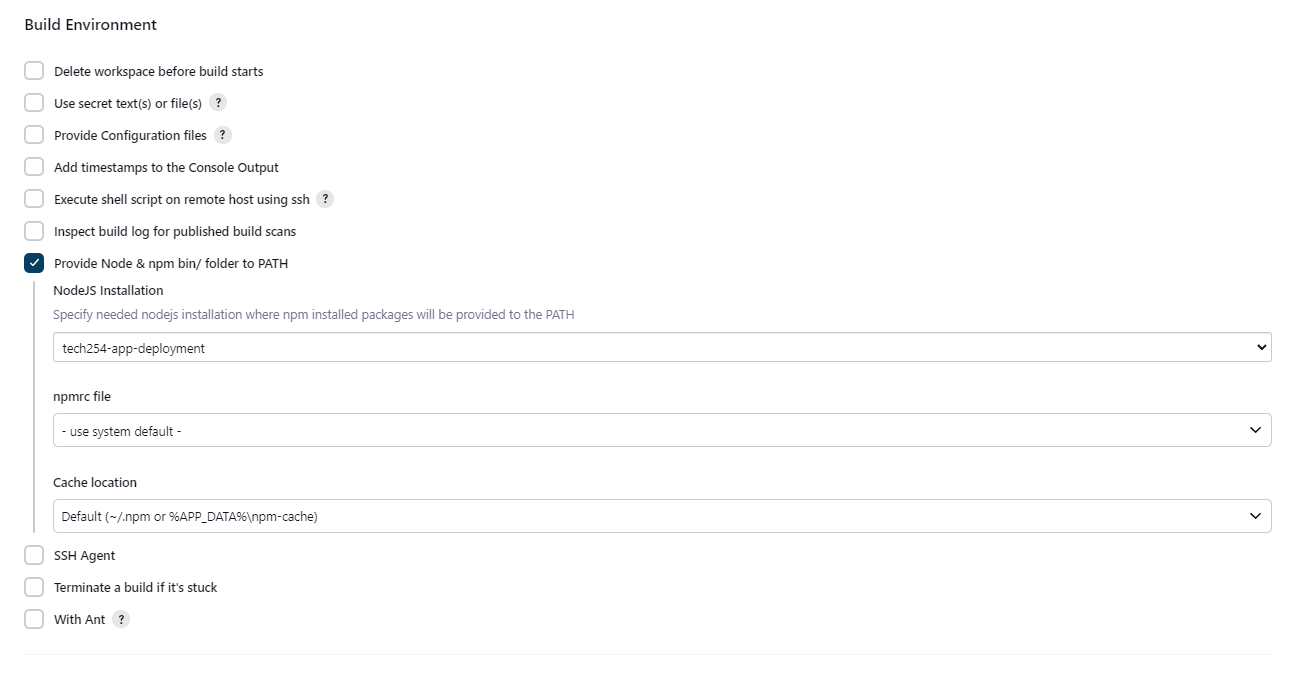 Build Environment
Delete workspace before build starts
Use secret text(s) or file(s) ?
Provide Configuration files ?
Add timestamps to the Console Output
Execute shell script on remote host using ssh ?
Inspect build log for published build scans
Provide Node & npm bin/ folder to PATH
NodeJS Installation
Specify needed nodejs installation where npm installed packages will be provided to the PATH
tech254-app-deployment
npmrc file
- use system default -
Cache location
Default (~/.npm or %APP_DATA%\npm-cache)
SSH Agent
Terminate a build if it's stuck
With Ant ?